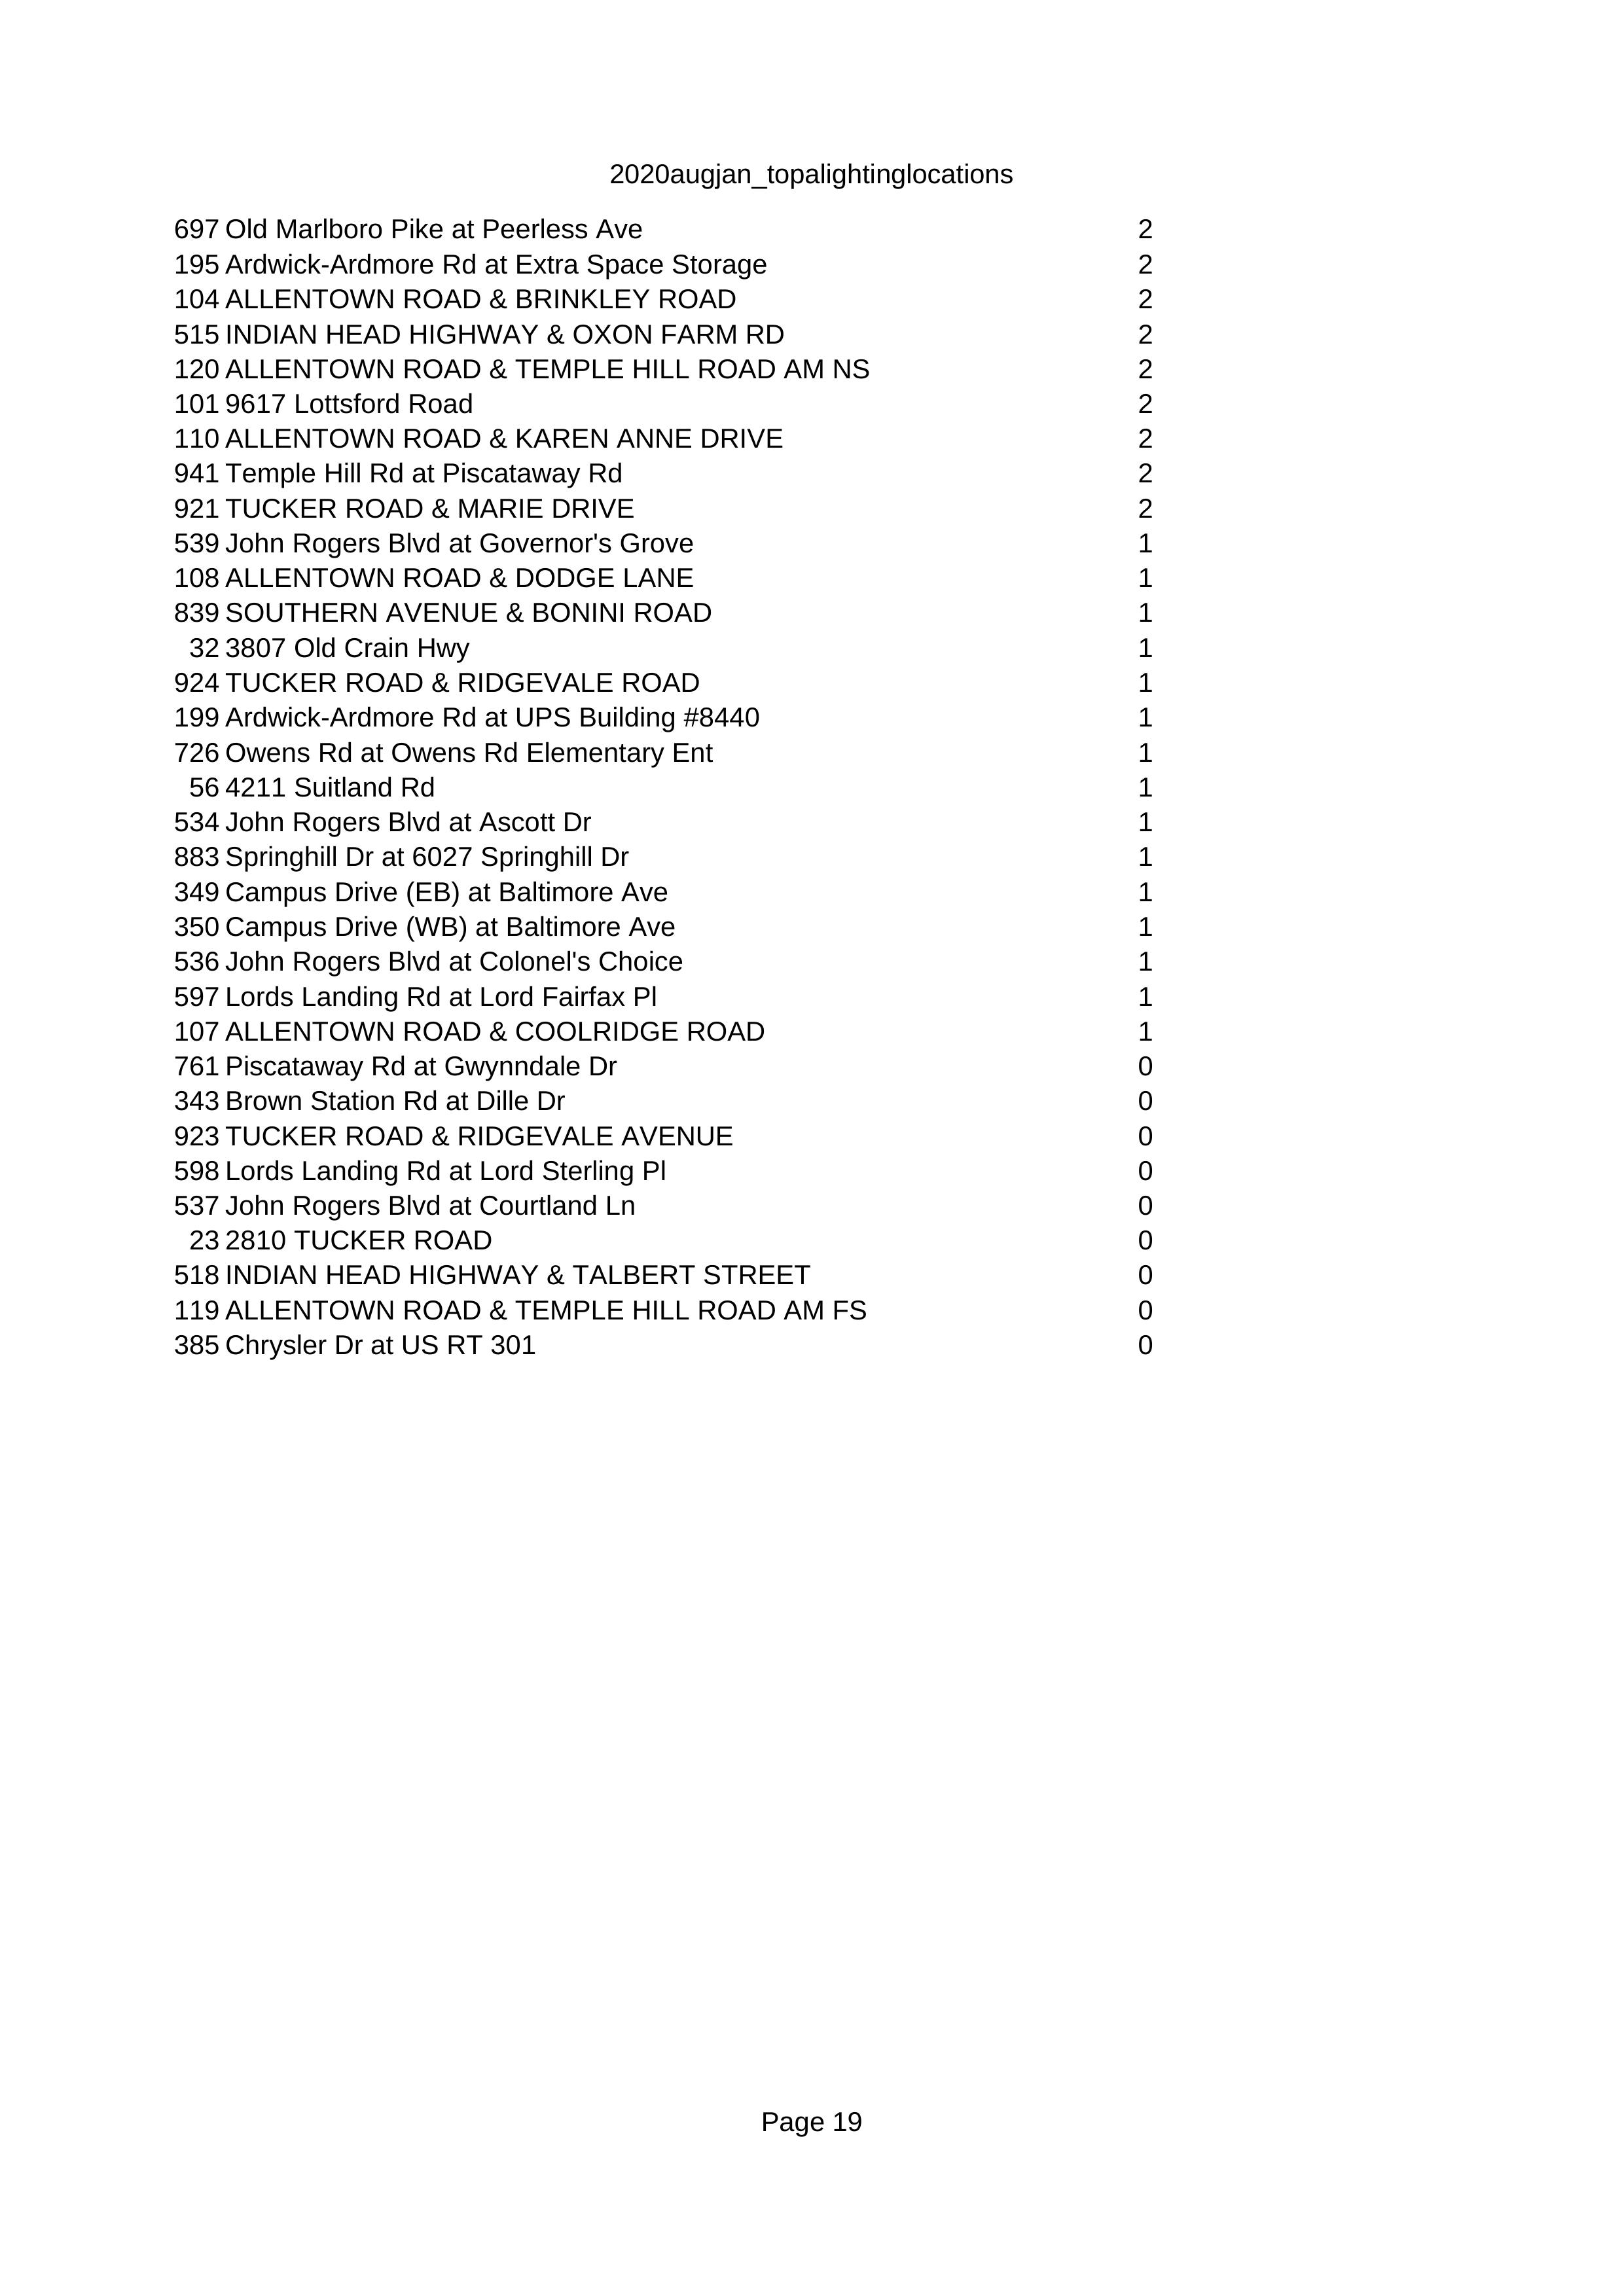 2020augjan_topalightinglocations
697 Old Marlboro Pike at Peerless Ave 2
195 Ardwick-Ardmore Rd at Extra Space Storage 2
104 ALLENTOWN ROAD & BRINKLEY ROAD 2
515 INDIAN HEAD HIGHWAY & OXON FARM RD 2
120 ALLENTOWN ROAD & TEMPLE HILL ROAD AM NS 2
101 9617 Lottsford Road 2
110 ALLENTOWN ROAD & KAREN ANNE DRIVE 2
941 Temple Hill Rd at Piscataway Rd 2
921 TUCKER ROAD & MARIE DRIVE 2
539 John Rogers Blvd at Governor's Grove 1
108 ALLENTOWN ROAD & DODGE LANE 1
839 SOUTHERN AVENUE & BONINI ROAD 1
32 3807 Old Crain Hwy 1
924 TUCKER ROAD & RIDGEVALE ROAD 1
199 Ardwick-Ardmore Rd at UPS Building #8440 1
726 Owens Rd at Owens Rd Elementary Ent 1
56 4211 Suitland Rd 1
534 John Rogers Blvd at Ascott Dr 1
883 Springhill Dr at 6027 Springhill Dr 1
349 Campus Drive (EB) at Baltimore Ave 1
350 Campus Drive (WB) at Baltimore Ave 1
536 John Rogers Blvd at Colonel's Choice 1
597 Lords Landing Rd at Lord Fairfax Pl 1
107 ALLENTOWN ROAD & COOLRIDGE ROAD 1
761 Piscataway Rd at Gwynndale Dr 0
343 Brown Station Rd at Dille Dr 0
923 TUCKER ROAD & RIDGEVALE AVENUE 0
598 Lords Landing Rd at Lord Sterling Pl 0
537 John Rogers Blvd at Courtland Ln 0
23 2810 TUCKER ROAD 0
518 INDIAN HEAD HIGHWAY & TALBERT STREET 0
119 ALLENTOWN ROAD & TEMPLE HILL ROAD AM FS 0
385 Chrysler Dr at US RT 301 0
Page 19